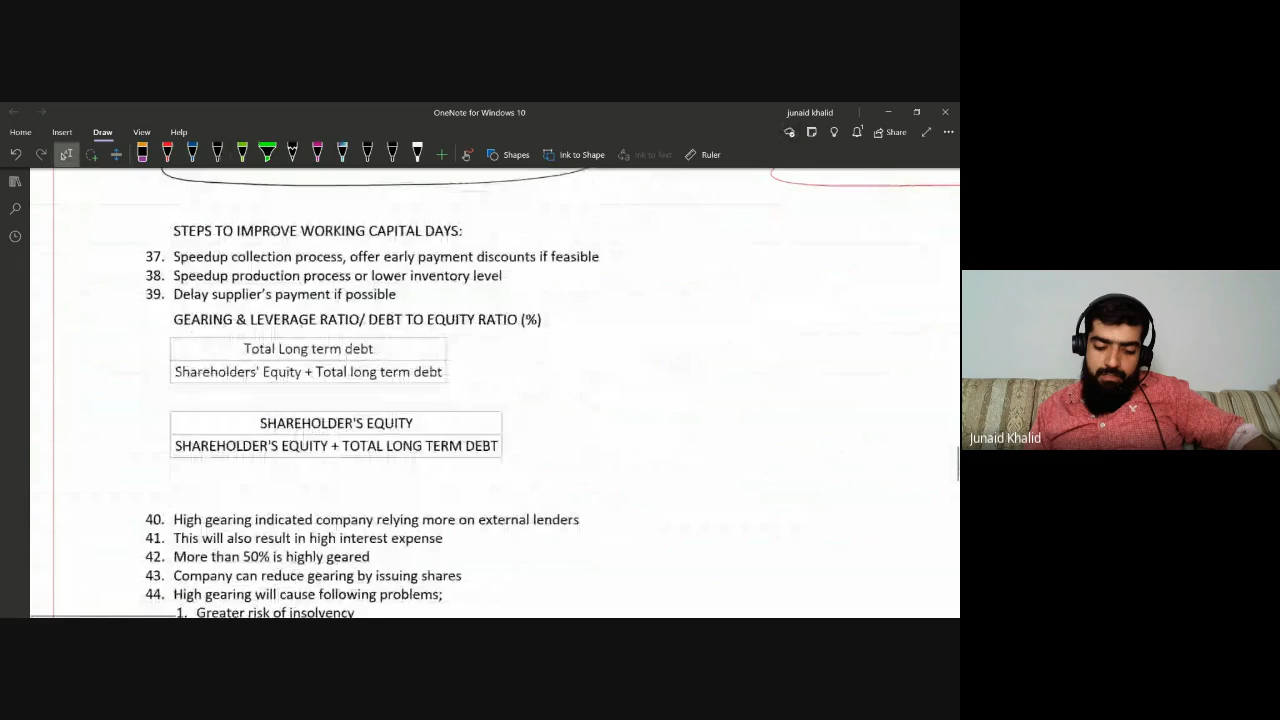 OneNote for Windows 10
junaid khalid
Home Insert Draw View Help
Share
Shapes Ink to Shape Ink to Text Ruler
STEPS TO IMPROVE WORKING CAPITAL DAYS:
37. Speedup collection process, offer early payment discounts if feasible
38. Speedup production process or lower inventory level
39. Delay supplier's payment if possible
GEARING & LEVERAGE RATIO/ DEBT TO EQUITY RATIO (%)
Total Long term debt
Shareholders' Equity + Total long term debt
SHAREHOLDER'S EQUITY
SHAREHOLDER'S EQUITY + TOTAL LONG TERM DEBT
40. High gearing indicated company relying more on external lenders
41. This will also result in high interest expense
42. More than 50% is highly geared
43. Company can reduce gearing by issuing shares
44. High gearing will cause following problems;
1. Greater risk of insolvency
Junaid Khalid